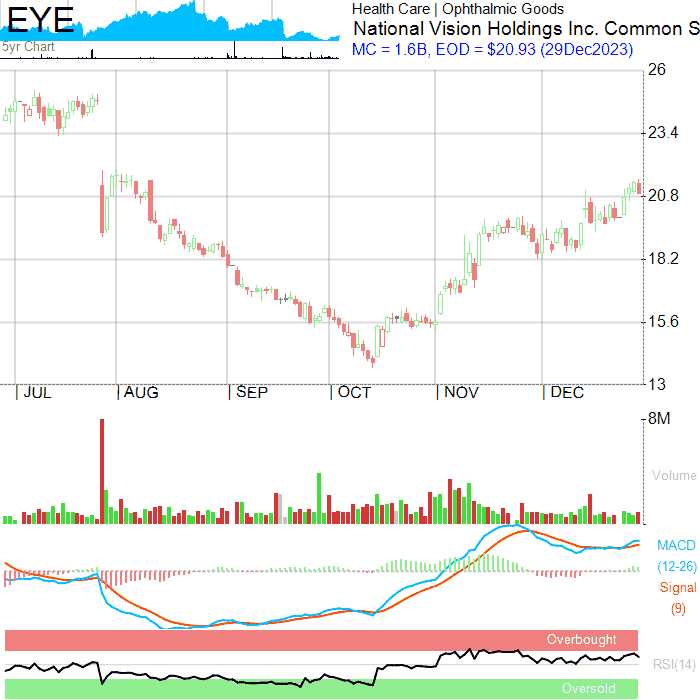 EYE
5yr Chart
Health Care | Ophthalmic Goods
National Vision Holdings Inc. Common S
MC = 1.6B, EOD = $20.93 (29Dec2023)
26
23.4
20.8
18.2
15.6
13
| JUL | AUG | SEP | OCT | NOV | DEC
8M
Volume
MACD
(12-26)
Signal
(9)
Overbought
RSI(14)
Oversold